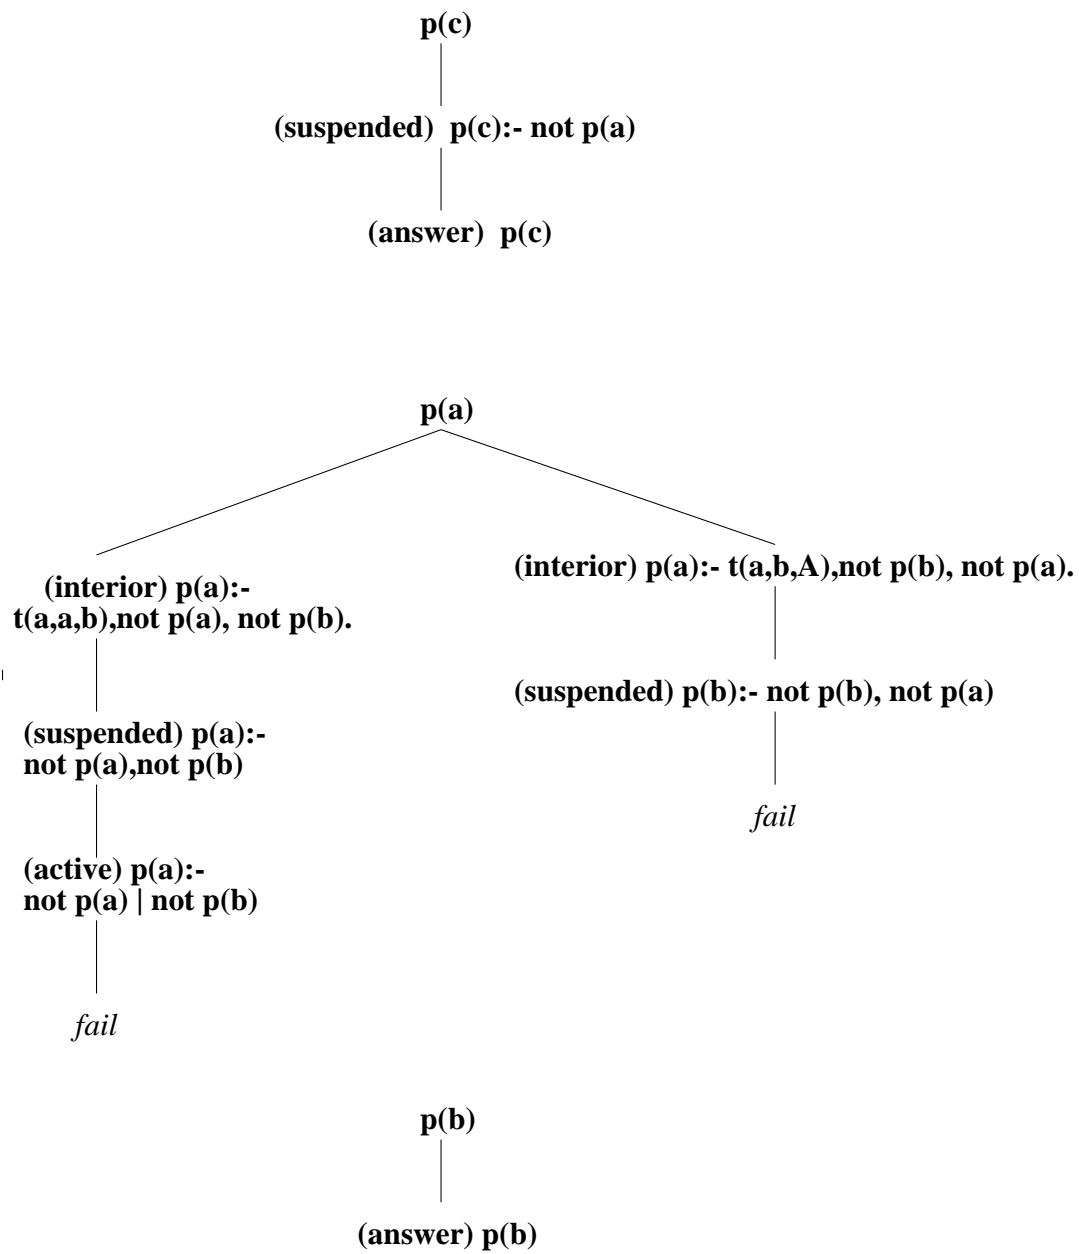 p(c)
(suspended) p(c):- not p(a)
(answer) p(c)
p(a)
(interior) p(a):-
t(a,a,b),not p(a), not p(b).
(suspended) p(a):-
not p(a),not p(b)
(active) p(a):-
not p(a) | not p(b)
fail
(interior) p(a):- t(a,b,A),not p(b), not p(a).
(suspended) p(b):- not p(b), not p(a)
fail
p(b)
(answer) p(b)